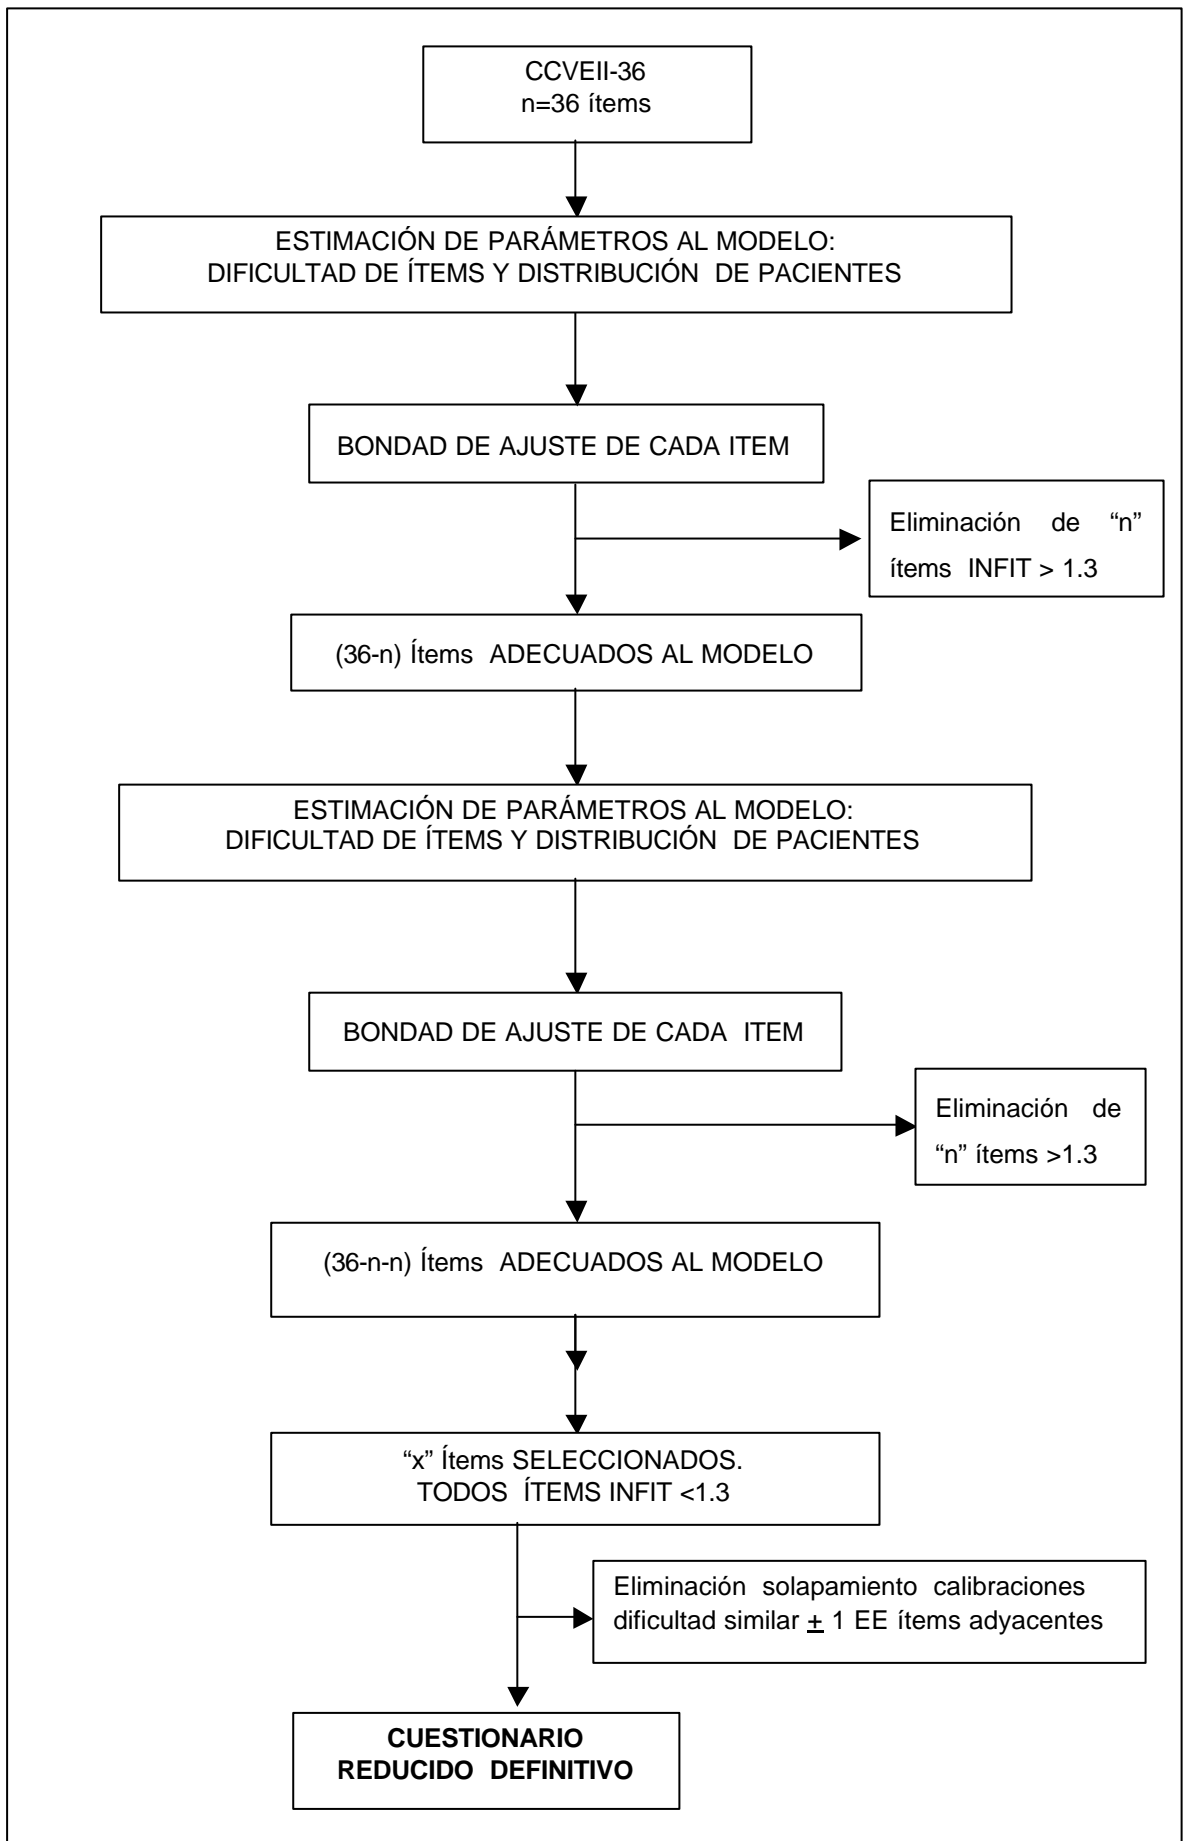 CCVEII-36
n=36 ítems
ESTIMACIÓN DE PARÁMETROS AL MODELO:
DIFICULTAD DE ÍTEMS Y DISTRIBUCIÓN DE PACIENTES
BONDAD DE AJUSTE DE CADA ITEM
Eliminación de “n”
ítems INFIT > 1.3
(36-n) Ítems ADECUADOS AL MODELO
ESTIMACIÓN DE PARÁMETROS AL MODELO:
DIFICULTAD DE ÍTEMS Y DISTRIBUCIÓN DE PACIENTES
BONDAD DE AJUSTE DE CADA ITEM
Eliminación de
“n” ítems >1.3
(36-n-n) Ítems ADECUADOS AL MODELO
“x” Ítems SELECCIONADOS.
TODOS ÍTEMS INFIT <1.3
Eliminación solapamiento calibraciones
dificultad similar ± 1 EE ítems adyacentes
CUESTIONARIO
REDUCIDO DEFINITIVO